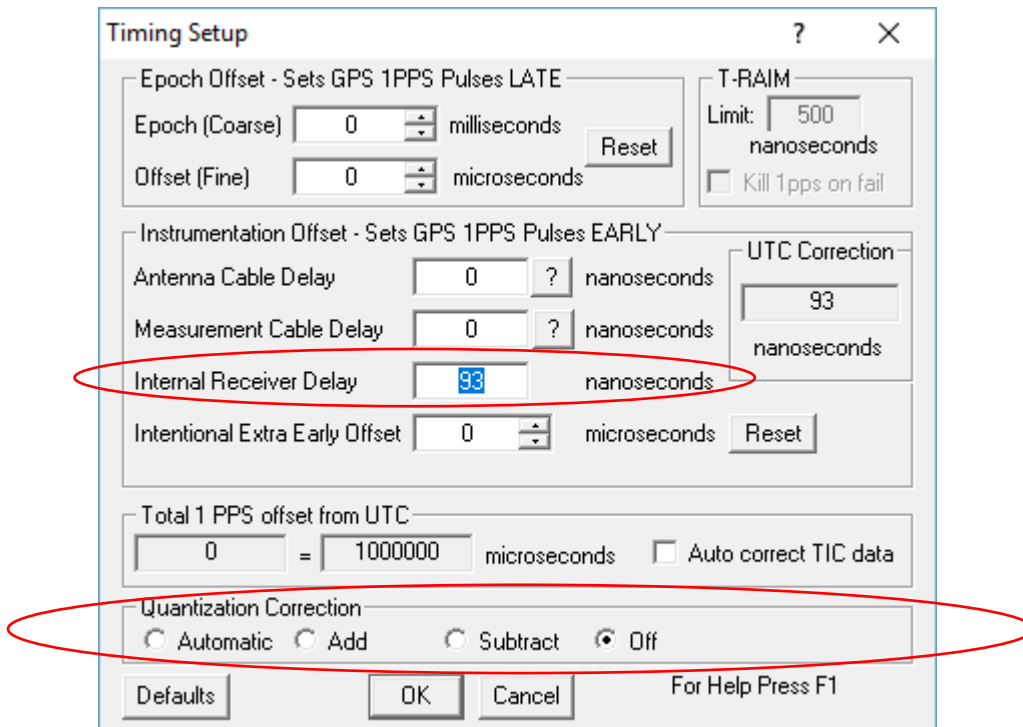 Timing Setup
?
Epoch Offset - Sets GPS 1PPS Pulses LATE
Epoch (Coarse) 0 milliseconds
Offset (Fine) 0 microseconds
Reset
T-RAIM
Limit: 500
nanoseconds
Kill 1pps on fail
Instrumentation Offset - Sets GPS 1PPS Pulses EARLY
Antenna Cable Delay 0 ? nanoseconds
Measurement Cable Delay 0 ? nanoseconds
Internal Receiver Delay 93 nanoseconds
Intentional Extra Early Offset 0 microseconds Reset
UTC Correction
93
nanoseconds
Total 1 PPS offset from UTC
0 = 1000000 microseconds Auto correct TIC data
Quantization Correction
Automatic Add Subtract Off
Defaults OK Cancel For Help Press F1